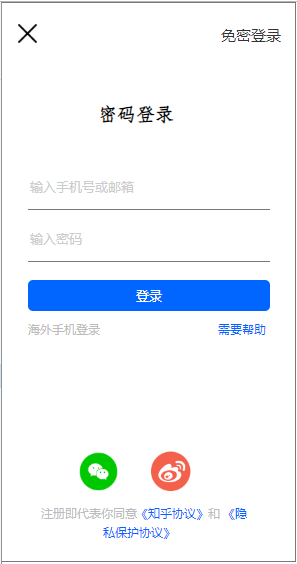 免密登录
密码登录
输入手机号或邮箱
输入密码
登录
海外手机登录 需要帮助
注册即代表你同意《知乎协议》和《隐
私保护协议》